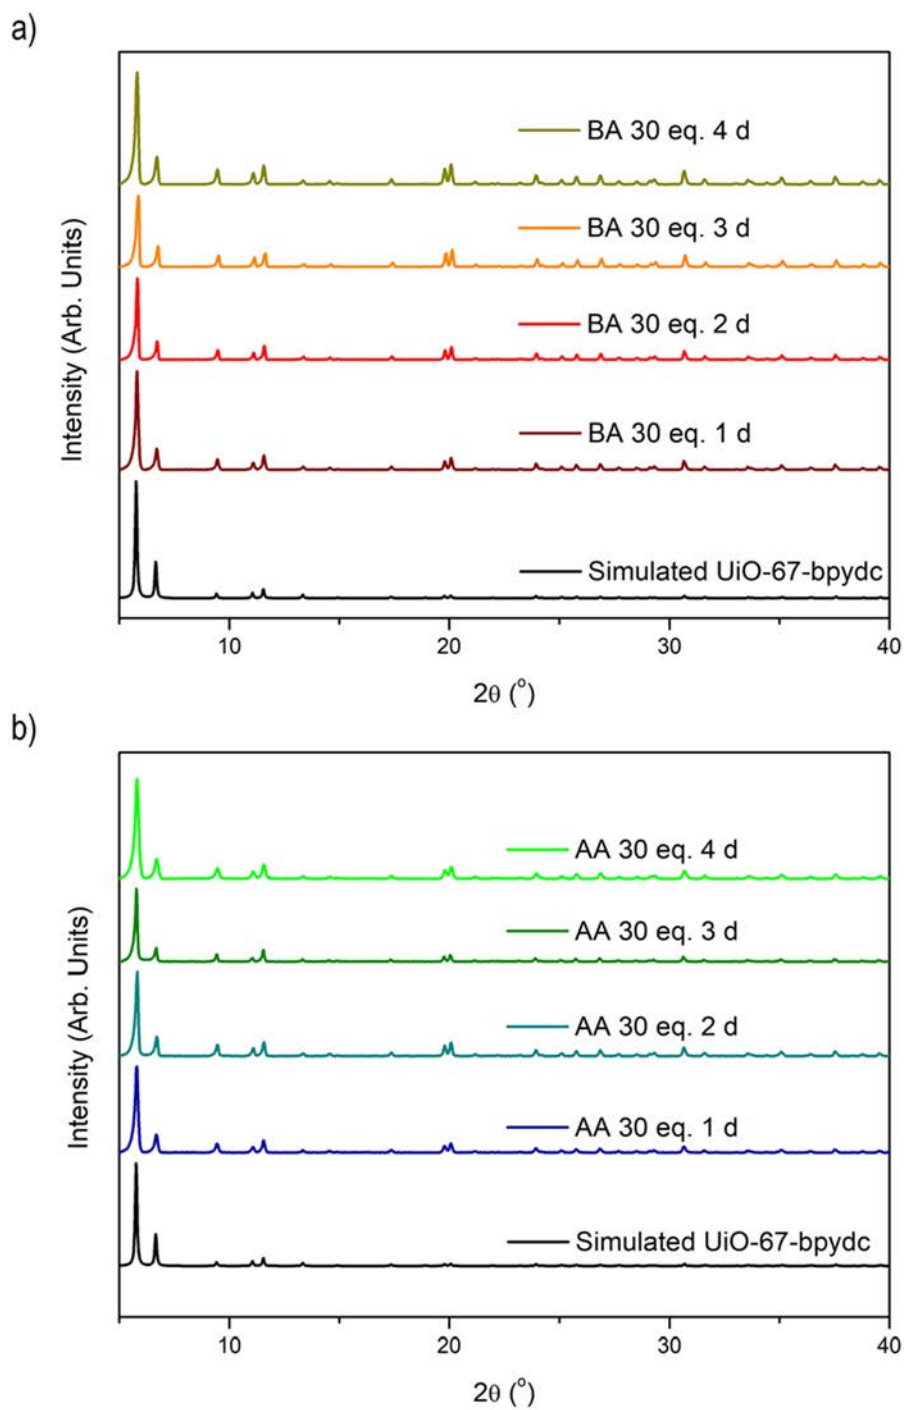 a)
Intensity (Arb. Units)
BA 30 eq. 4 d
BA 30 eq. 3 d
BA 30 eq. 2 d
BA 30 eq. 1 d
Simulated UiO-67-bpydc
10 20 30 40
2θ (°)
b)
Intensity (Arb. Units)
AA 30 eq. 4 d
AA 30 eq. 3 d
AA 30 eq. 2 d
AA 30 eq. 1 d
Simulated UiO-67-bpydc
10 20 30 40
2θ (°)